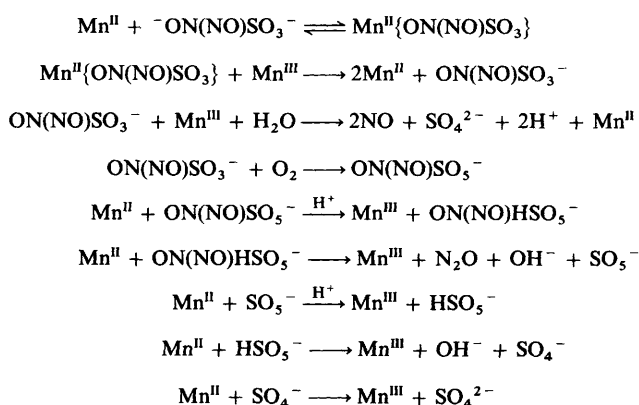 Mn^II + ⁻ON(NO)SO₃⁻ ⇌ Mn^II{ON(NO)SO₃}
Mn^II{ON(NO)SO₃} + Mn^III ⟶ 2Mn^II + ON(NO)SO₃⁻
ON(NO)SO₃⁻ + Mn^III + H₂O ⟶ 2NO + SO₄²⁻ + 2H⁺ + Mn^II
ON(NO)SO₃⁻ + O₂ ⟶ ON(NO)SO₅⁻
Mn^II + ON(NO)SO₅⁻ —H⁺→ Mn^III + ON(NO)HSO₅⁻
Mn^II + ON(NO)HSO₅⁻ ⟶ Mn^III + N₂O + OH⁻ + SO₅⁻
Mn^II + SO₅⁻ —H⁺→ Mn^III + HSO₅⁻
Mn^II + HSO₅⁻ ⟶ Mn^III + OH⁻ + SO₄⁻
Mn^II + SO₄⁻ ⟶ Mn^III + SO₄²⁻